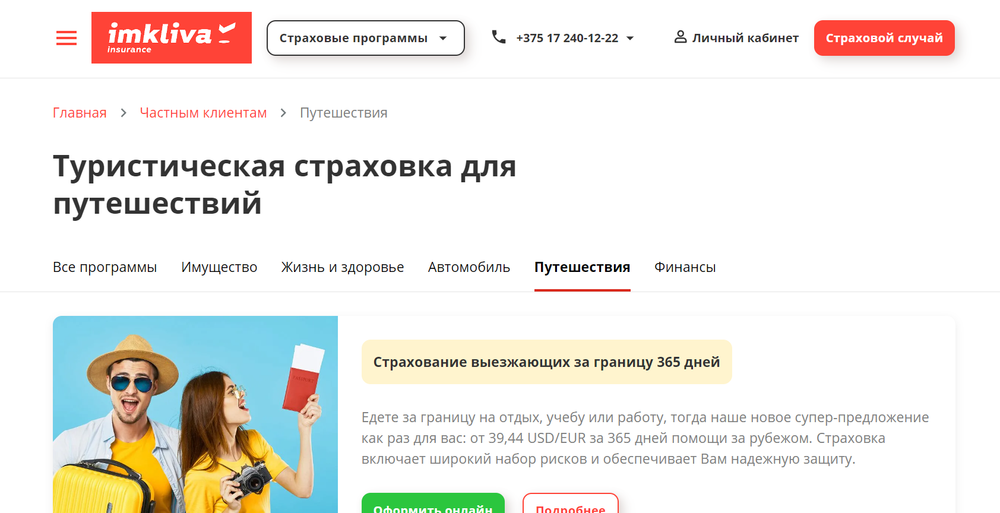 imkliva
insurance
Страховые программы
+375 17 240-12-22
Личный кабинет
Страховой случай
Главная
Частным клиентам
Путешествия
Туристическая страховка для
путешествий
Все программы
Имущество
Жизнь и здоровье
Автомобиль
Путешествия
Финансы
PASSPORT
Страхование выезжающих за границу 365 дней
Едете за границу на отдых, учебу или работу, тогда наше новое супер-предложение
как раз для вас: от 39,44 USD/EUR за 365 дней помощи за рубежом. Страховка
включает широкий набор рисков и обеспечивает Вам надежную защиту.
Оформить онлайн
Подробнее